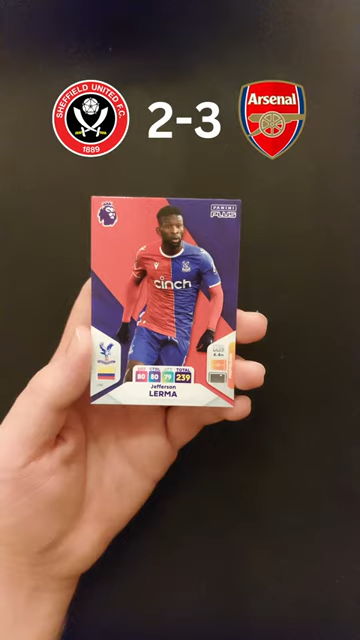 SHEFFIELD UNITED F.C.
1889
2-3
Arsenal
PANINI
PLUS
cinch
TOTAL
80 80 79 239
Jefferson
LERMA